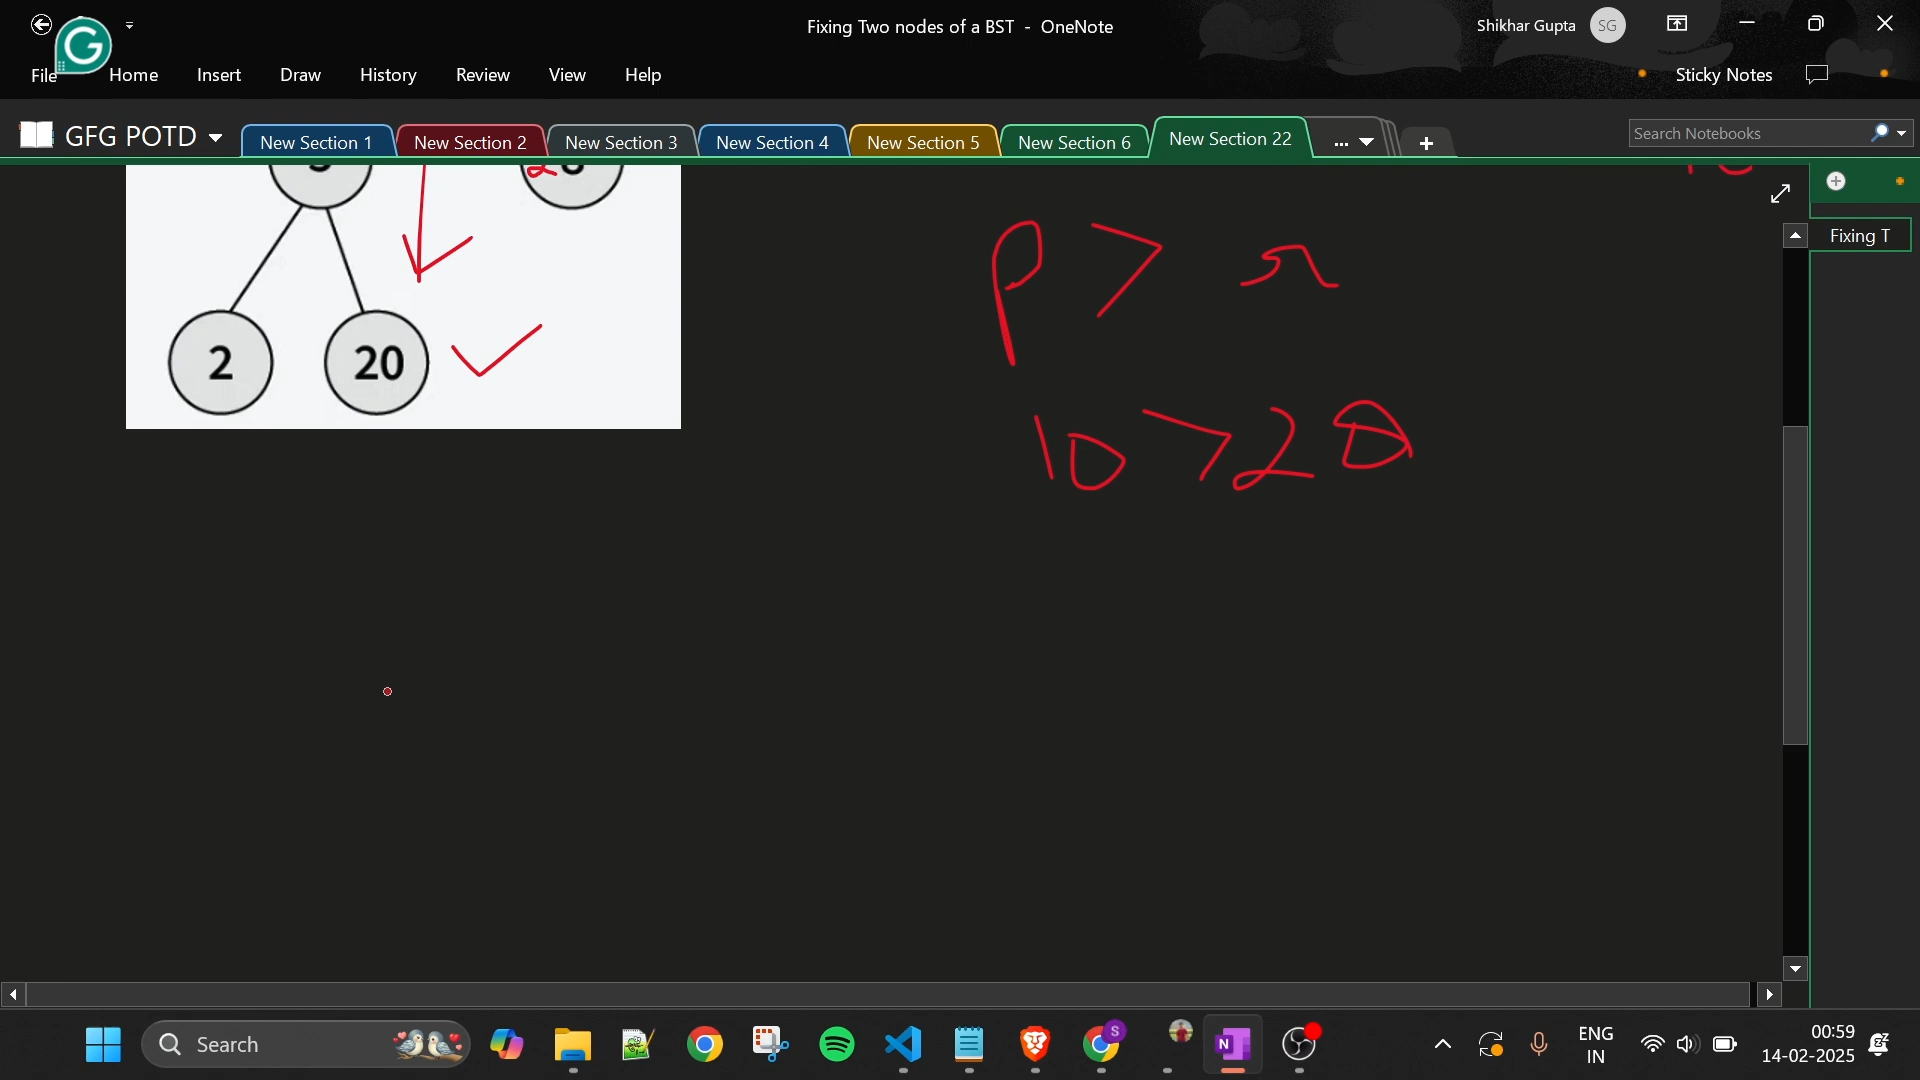 Fixing Two nodes of a BST - OneNote
Shikhar Gupta SG
File Home Insert Draw History Review View Help
Sticky Notes
GFG POTD
New Section 1 New Section 2 New Section 3 New Section 4 New Section 5 New Section 6 New Section 22 ... +
Search Notebooks
Fixing T
P > r
2 20
10 > 20
Search
ENG
IN
00:59
14-02-2025